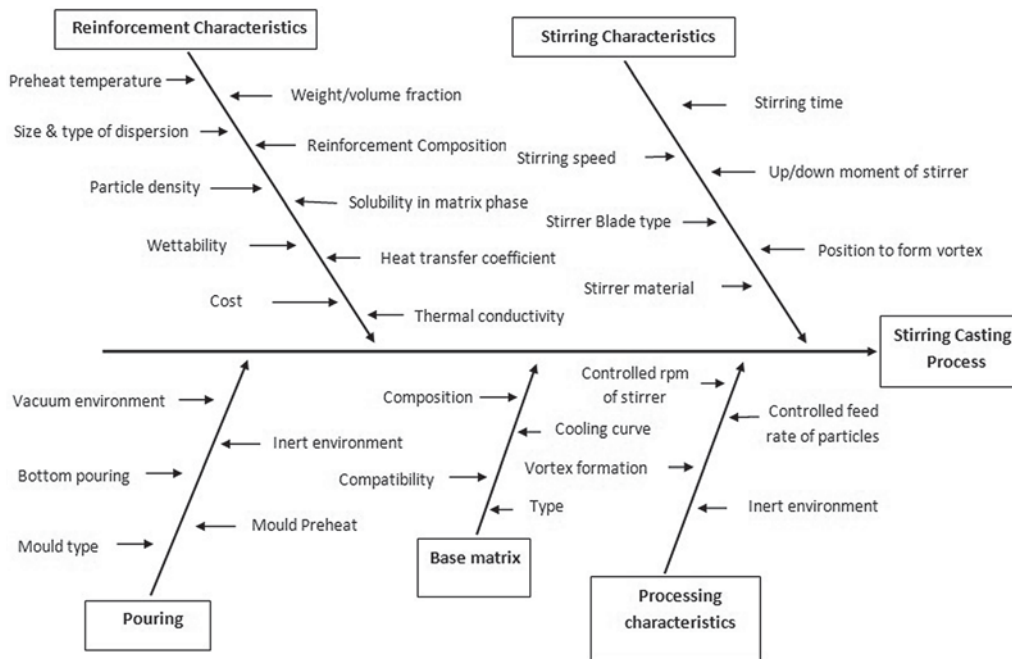 Reinforcement Characteristics
Stirring Characteristics
Preheat temperature
Weight/volume fraction
Size & type of dispersion
Reinforcement Composition
Particle density
Solubility in matrix phase
Wettability
Heat transfer coefficient
Cost
Thermal conductivity
Stirring time
Stirring speed
Up/down moment of stirrer
Stirrer Blade type
Position to form vortex
Stirrer material
Stirring Casting
Process
Vacuum environment
Inert environment
Bottom pouring
Mould Preheat
Mould type
Pouring
Composition
Cooling curve
Compatibility
Type
Base matrix
Controlled rpm
of stirrer
Controlled feed
rate of particles
Vortex formation
Inert environment
Processing
characteristics